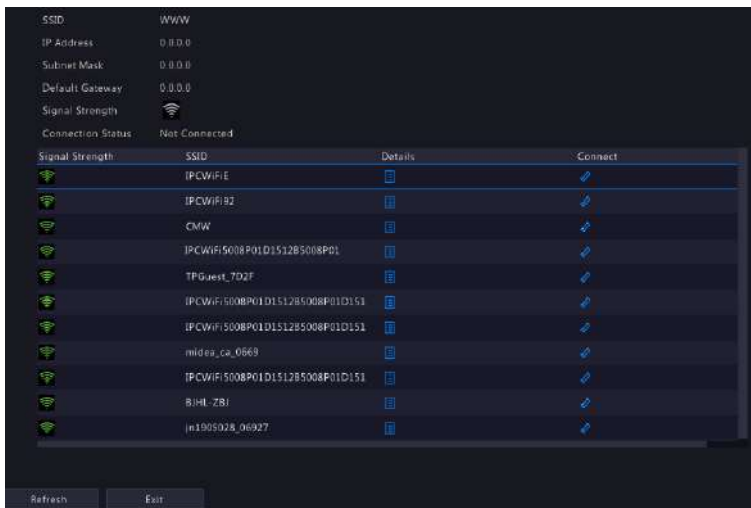 SSID WWW
IP Address 0.0.0.0
Subnet Mask 0.0.0.0
Default Gateway 0.0.0.0
Signal Strength
Connection Status Not Connected
Signal Strength SSID Details Connect
IPCWiFiE
IPCWiFi92
CMW
IPCWiFi5008P01D1512B5008P01
TPGuest_7D2F
IPCWiFi5008P01D1512B5008P01D151
IPCWiFi5008P01D1512B5008P01D151
midea_ca_0669
IPCWiFi5008P01D1512B5008P01D151
BJHL-ZBJ
jn1905028_06927
Refresh Exit